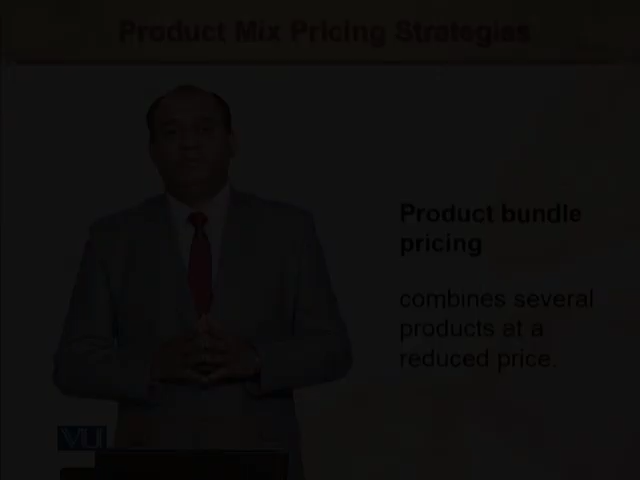 Product Mix Pricing Strategies
Product bundle
pricing
combines several
products at a
reduced price.
VU